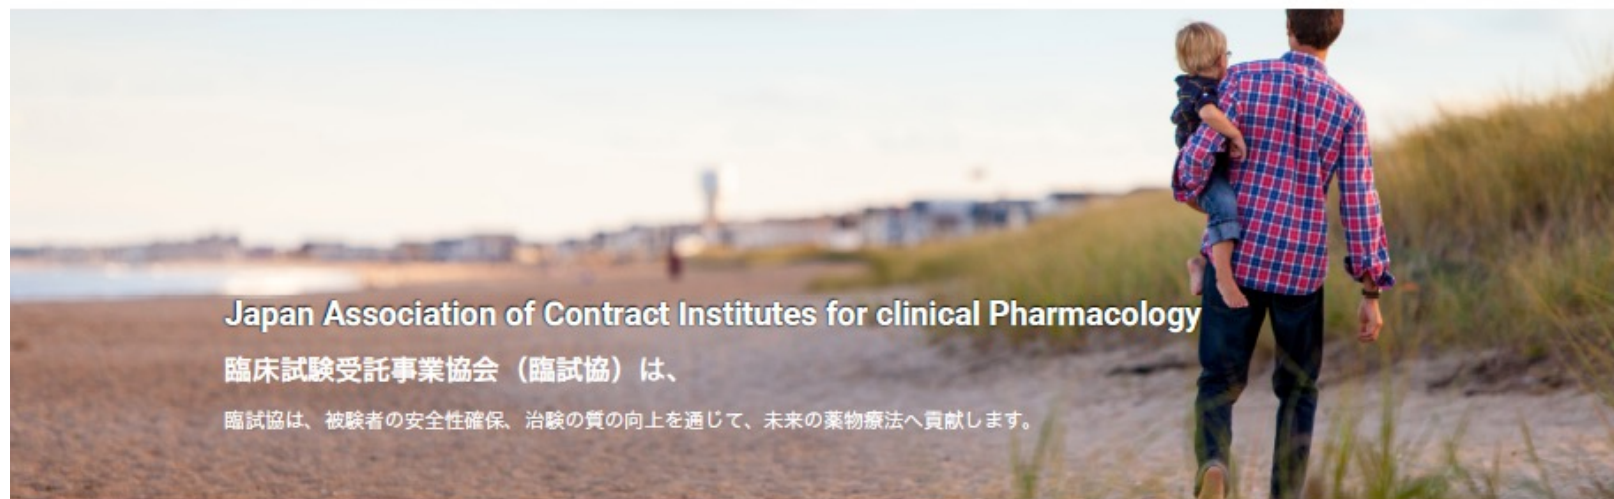 Japan Association of Contract Institutes for clinical Pharmacology
臨床試験受託事業協会（臨試協）は、
臨試協は、被験者の安全性確保、治験の質の向上を通じて、未来の薬物療法へ貢献します。